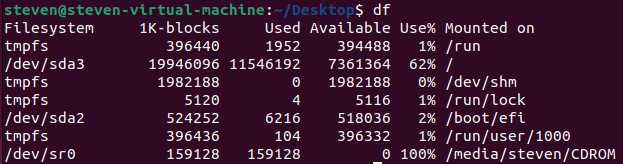 steven@steven-virtual-machine:~/Desktop$ df
Filesystem     1K-blocks     Used Available Use% Mounted on
tmpfs             396440     1952    394488   1% /run
/dev/sda3       19946096 11546192   7361364  62% /
tmpfs            1982188        0   1982188   0% /dev/shm
tmpfs               5120        4      5116   1% /run/lock
/dev/sda2         524252     6216    518036   2% /boot/efi
tmpfs             396436      104    396332   1% /run/user/1000
/dev/sr0          159128   159128         0 100% /media/steven/CDROM